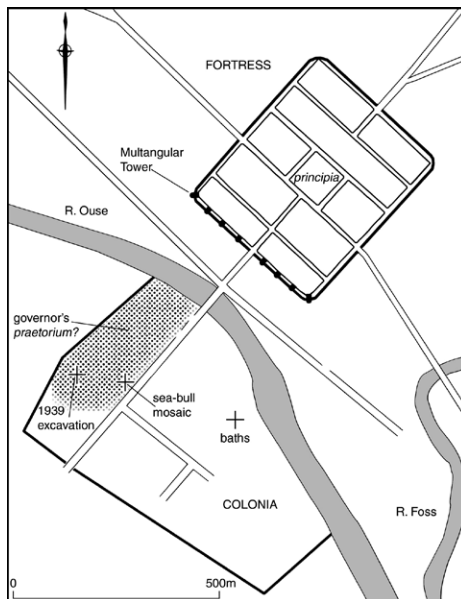 FORTRESS
Multangular
Tower
principia
R. Ouse
governor's
praetorium?
1939
excavation
sea-bull
mosaic
baths
COLONIA
R. Foss
0
500m